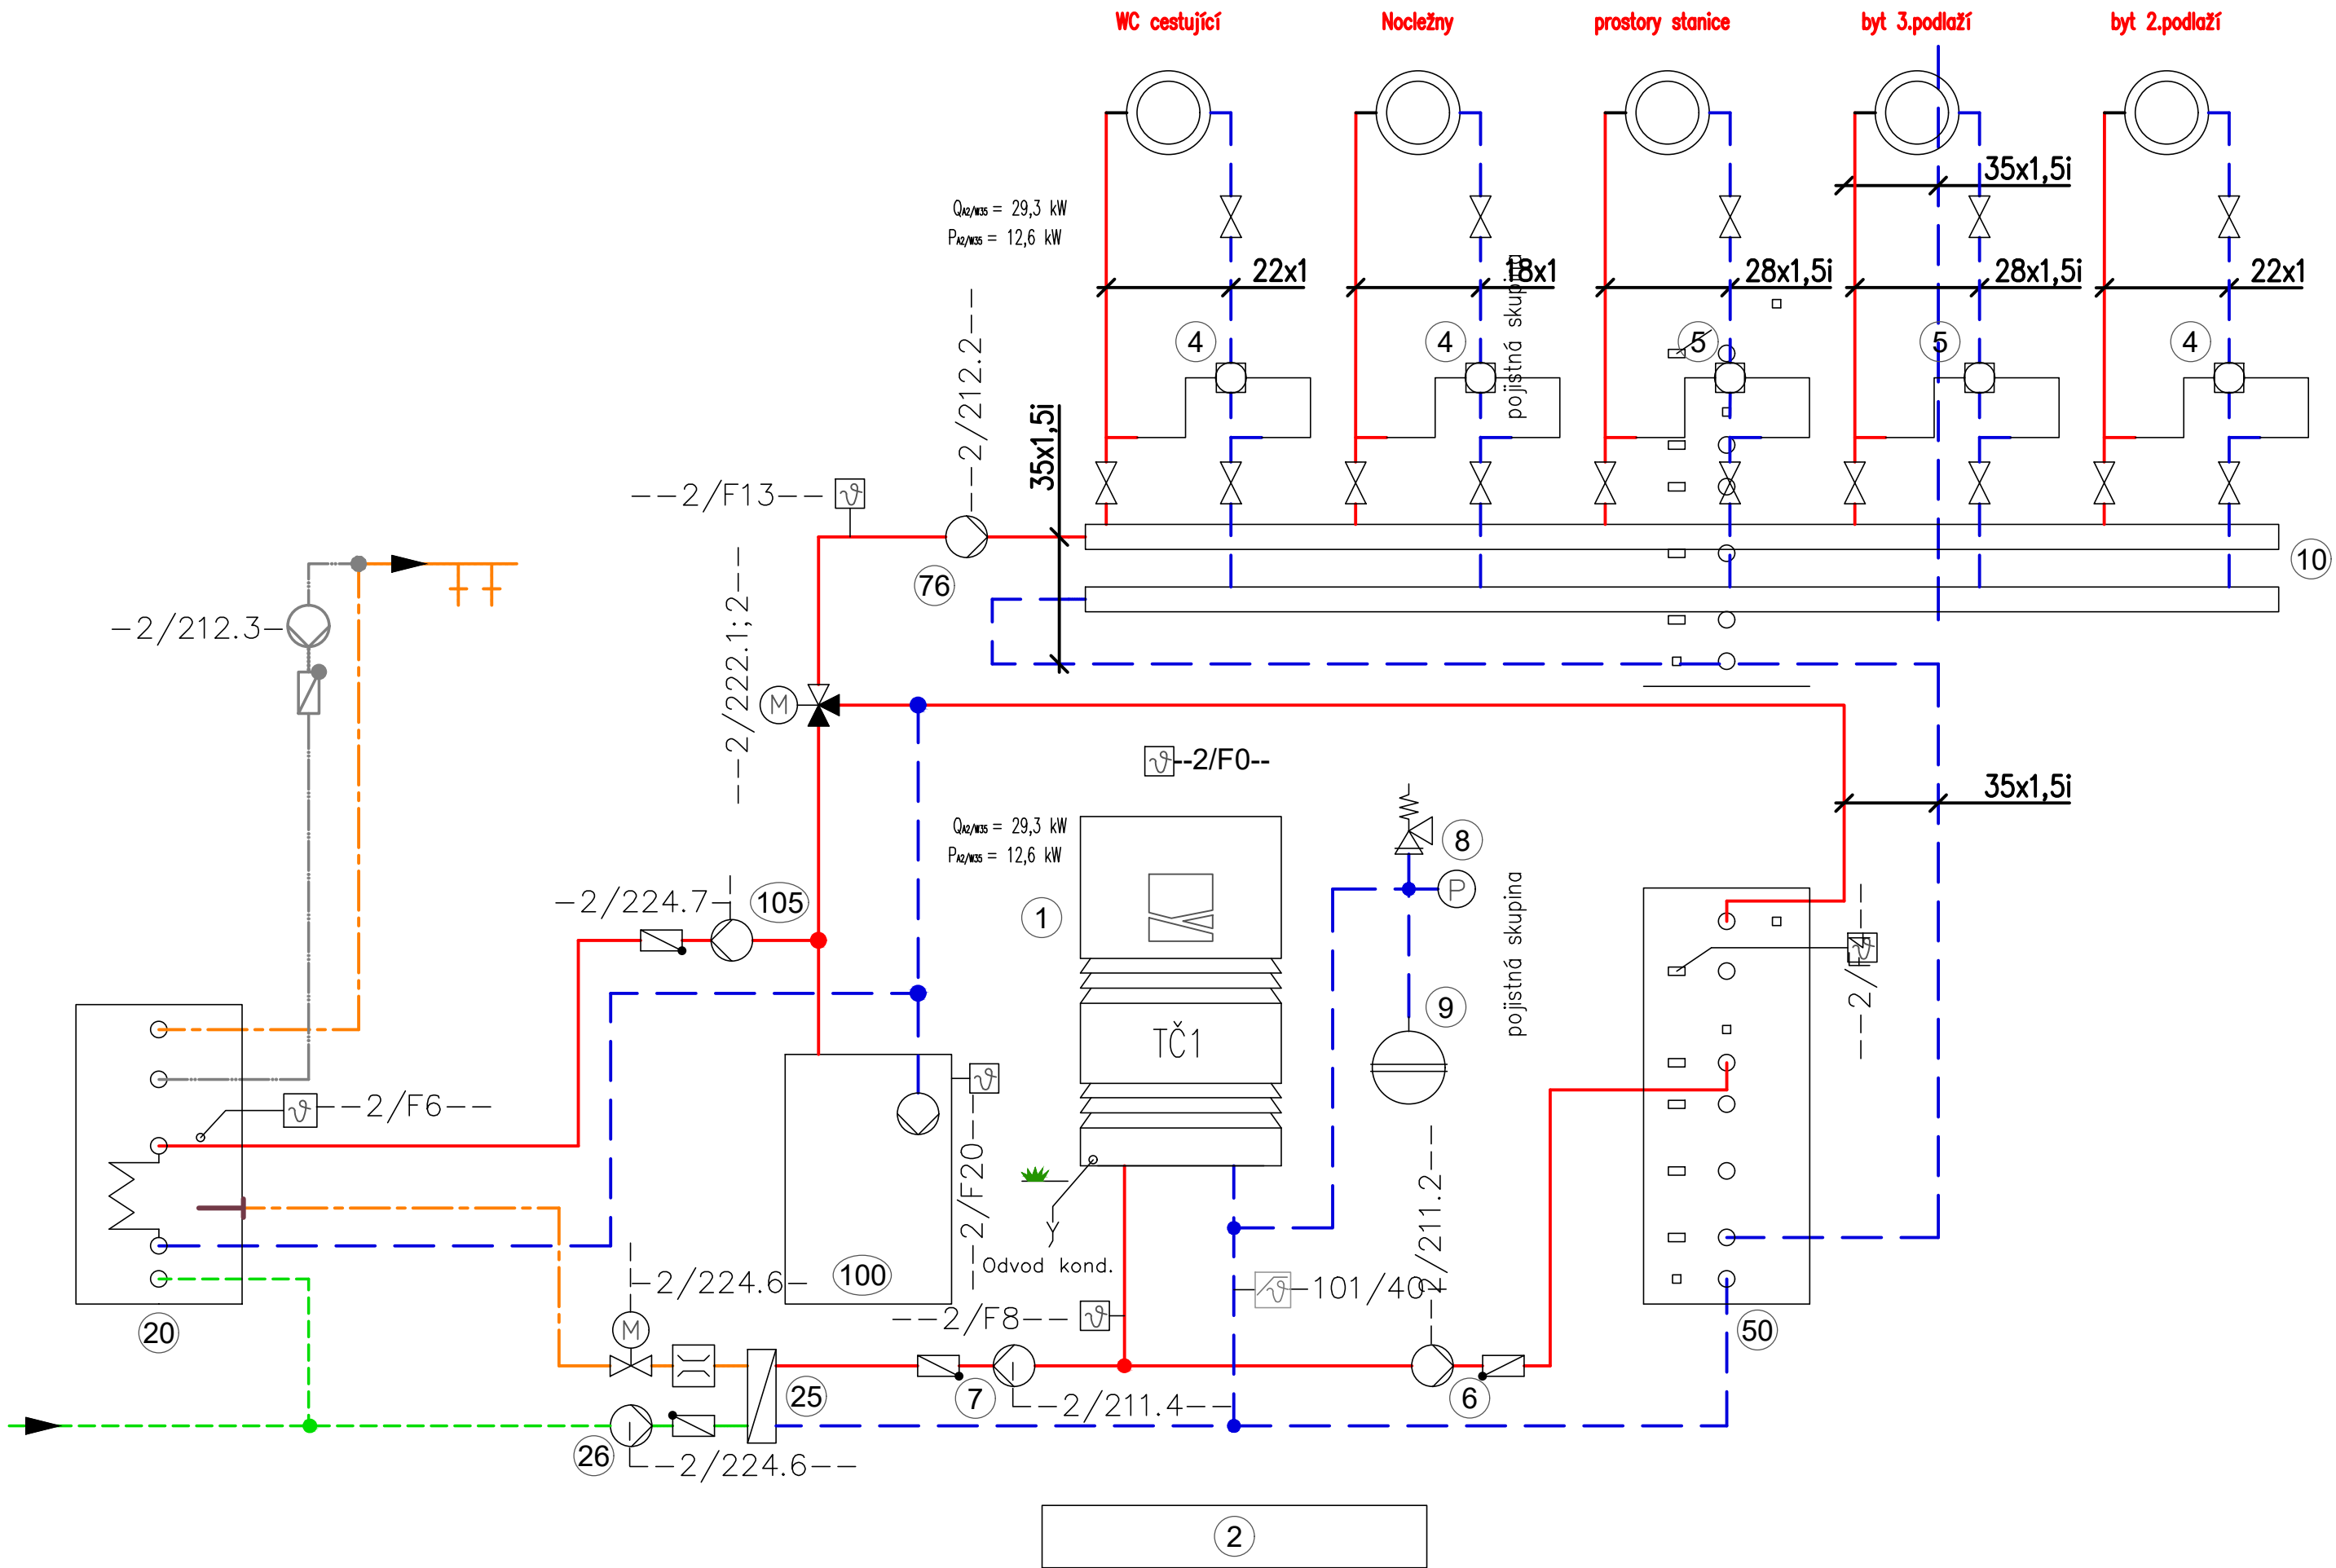 WC cestující
Nocležny
prostory stanice
byt 3.podlaží
byt 2.podlaží
35x1,5i
QA2/W35 = 29,3 kW
PA2/W35 = 12,6 kW
22x1
18x1
28x1,5i
28x1,5i
22x1
pojistná skupina
4
4
5
5
4
--2/212.2--
35x1,5i
--2/F13--
76
10
-2/212.3-
--2/222.1;2--
M
--2/F0--
35x1,5i
QA2/W35 = 29,3 kW
PA2/W35 = 12,6 kW
8
P
1
pojistná skupina
-2/224.7-
105
9
TČ1
--2/F6--
--2/F20--
--2/211.2--
Odvod kond.
100
-2/224.6-
-101/40-
--2/F8--
M
20
50
25
7
6
--2/211.4--
26
--2/224.6--
2